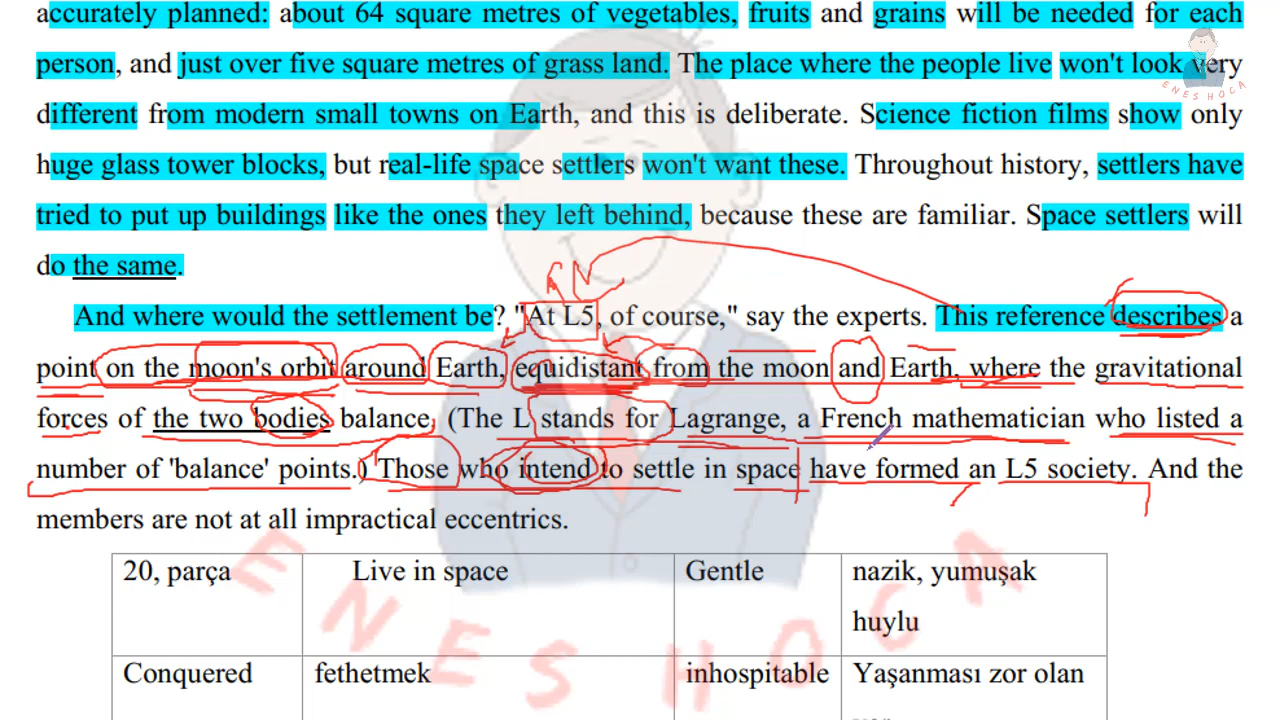 accurately planned: about 64 square metres of vegetables, fruits and grains will be needed for each
person, and just over five square metres of grass land. The place where the people live won't look very
different from modern small towns on Earth, and this is deliberate. Science fiction films show only
huge glass tower blocks, but real-life space settlers won't want these. Throughout history, settlers have
tried to put up buildings like the ones they left behind, because these are familiar. Space settlers will
do the same.
And where would the settlement be? "At L5, of course," say the experts. This reference describes a
point on the moon's orbit around Earth, equidistant from the moon and Earth, where the gravitational
forces of the two bodies balance. (The L stands for Lagrange, a French mathematician who listed a
number of 'balance' points.) Those who intend to settle in space have formed an L5 society. And the
members are not at all impractical eccentrics.
20, parça Live in space Gentle nazik, yumuşak
huylu
Conquered fethetmek inhospitable Yaşanması zor olan
ENES HOCA
ENES HOCA